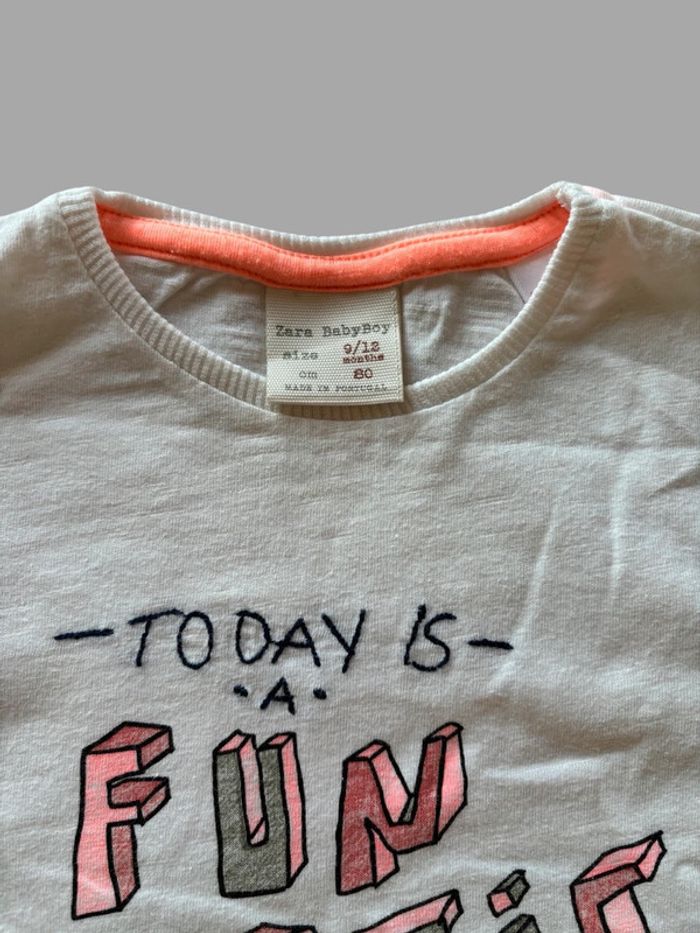 Zara BabyBoy
size 9/12
months
cm 80
MADE IN PORTUGAL
-TODAY IS-
·A·
FUN